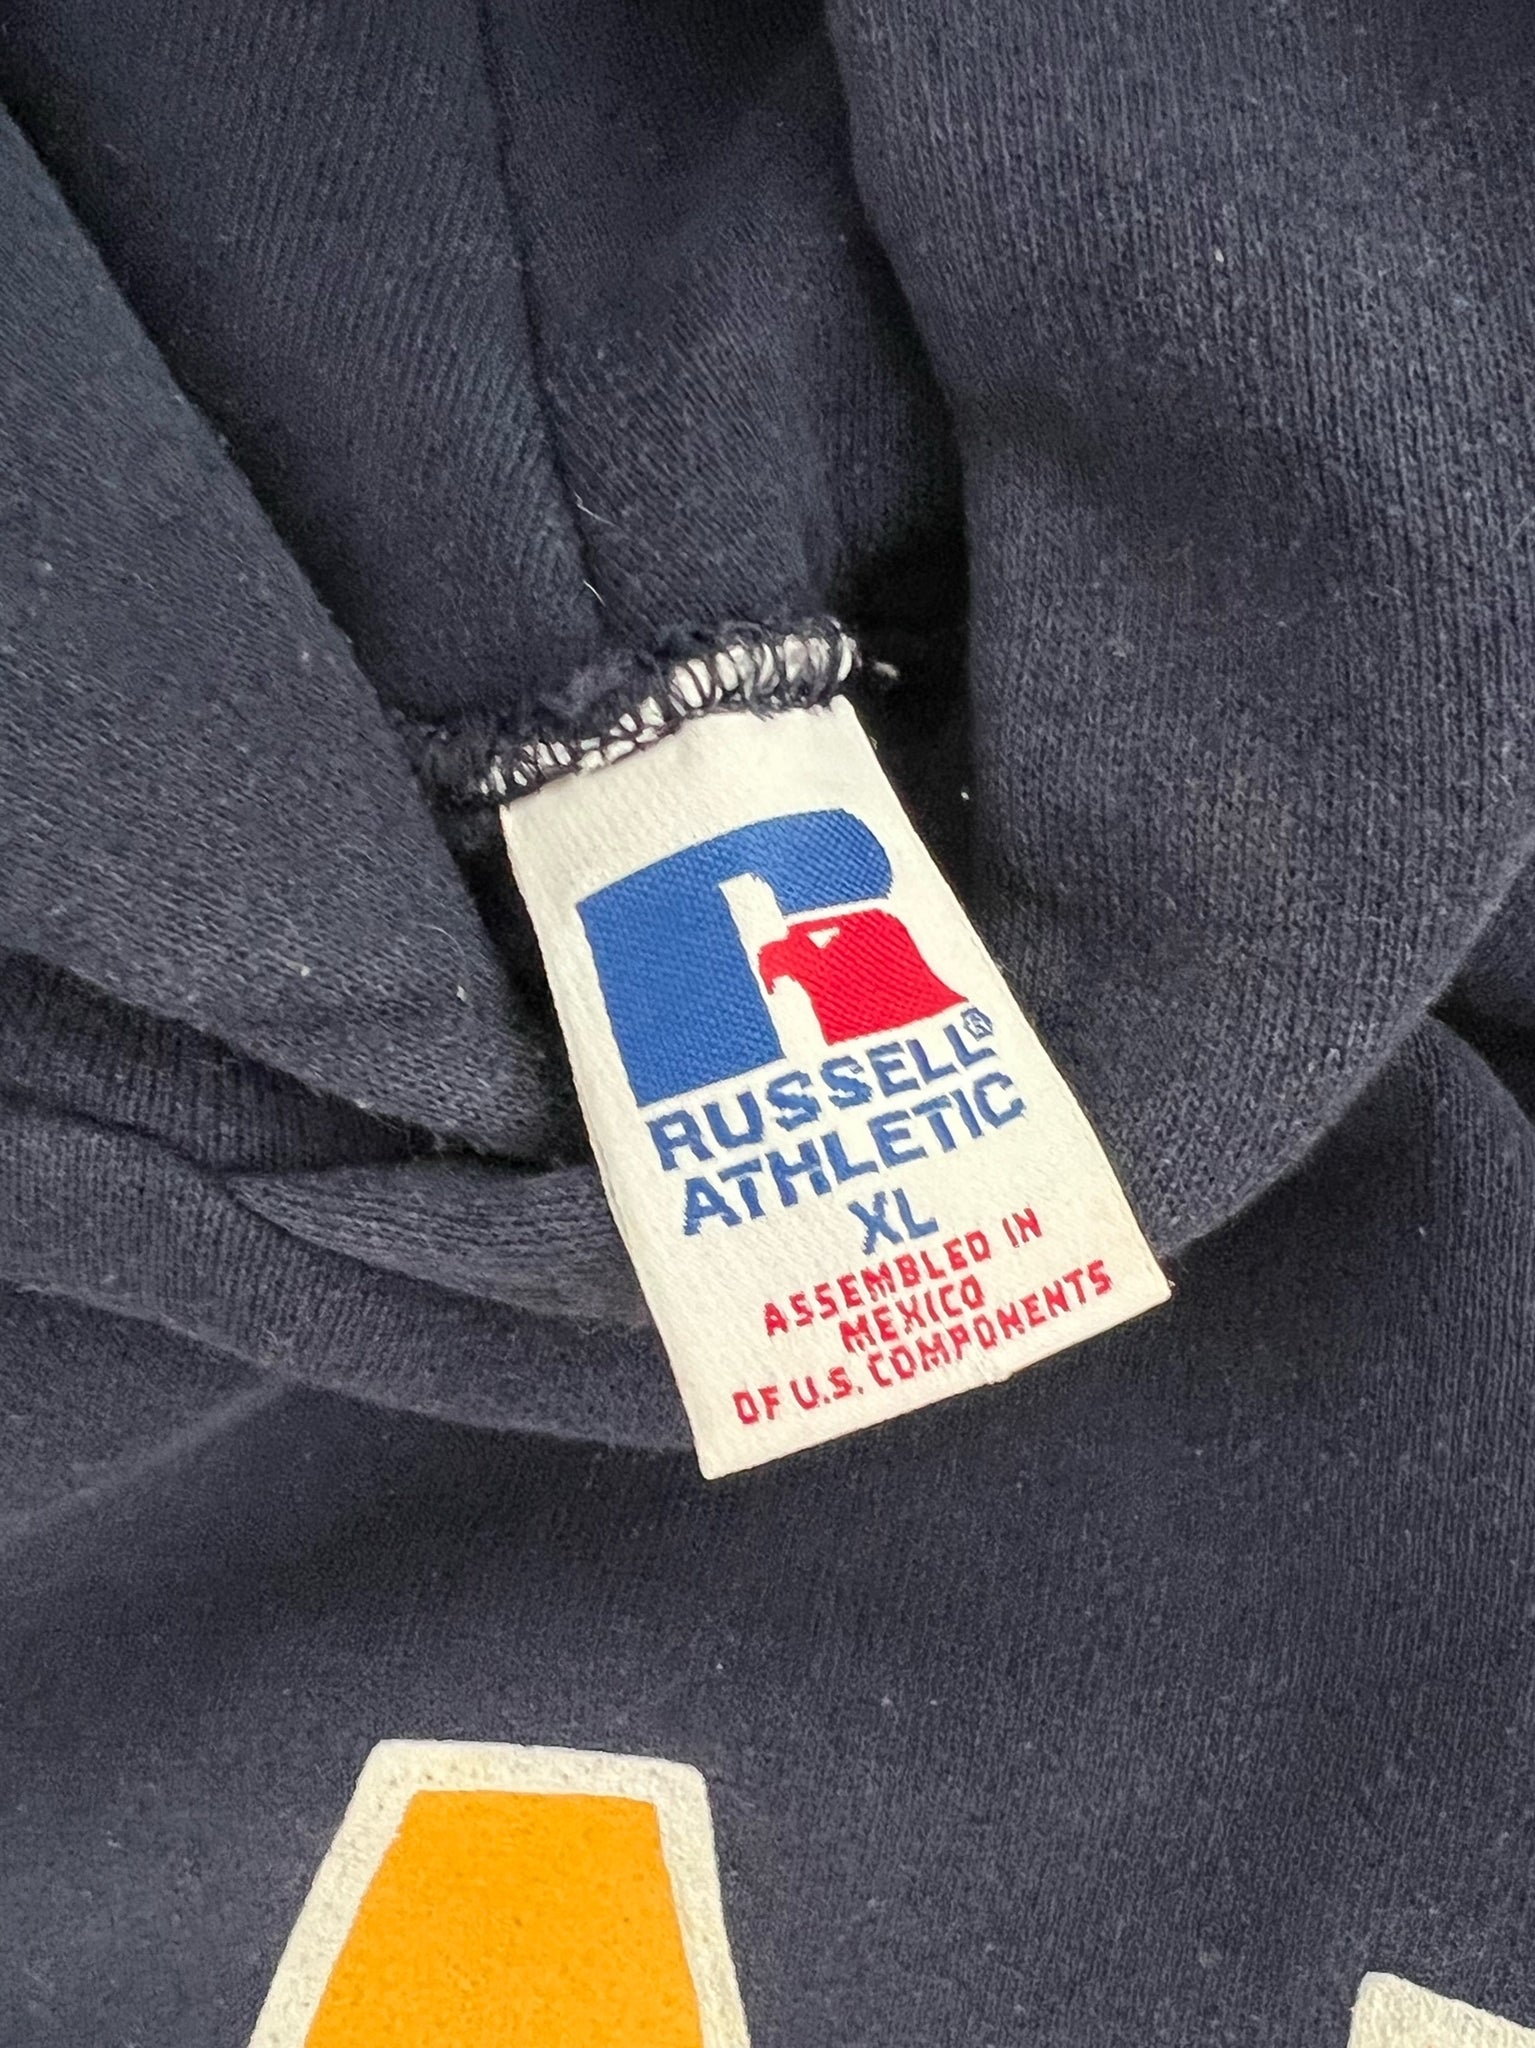 RUSSELL®
ATHLETIC
XL
ASSEMBLED IN
MEXICO
OF U.S. COMPONENTS